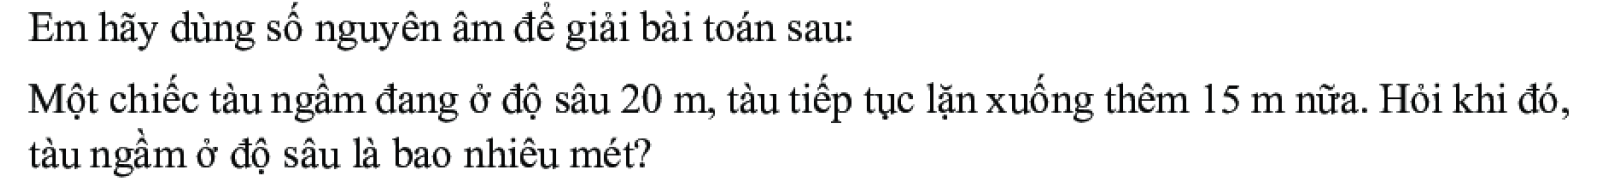 Em hãy dùng số nguyên âm để giải bài toán sau:
Một chiếc tàu ngầm đang ở độ sâu 20 m, tàu tiếp tục lặn xuống thêm 15 m nữa. Hỏi khi đó,
tàu ngầm ở độ sâu là bao nhiêu mét?